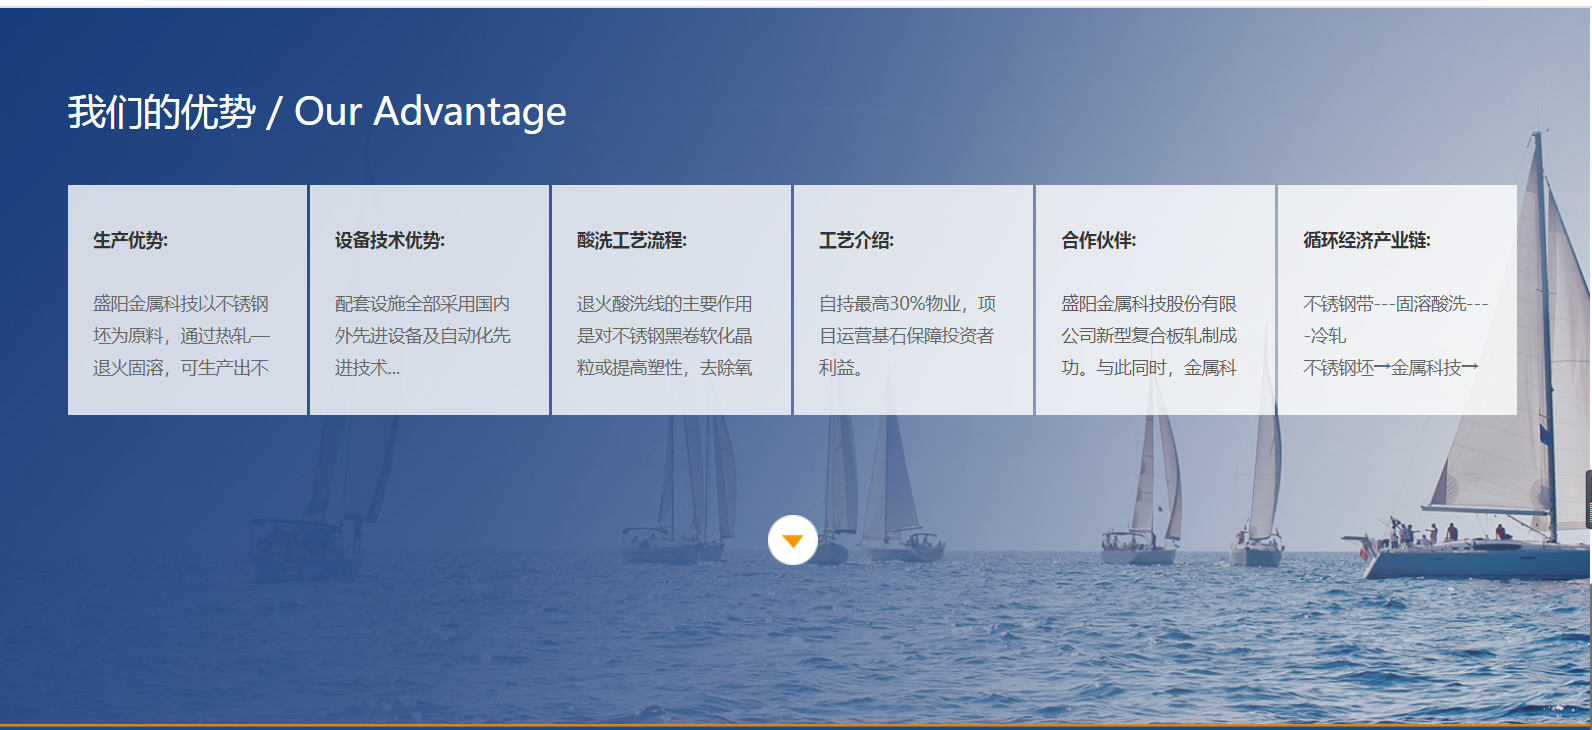 我们的优势 / Our Advantage
生产优势:
盛阳金属科技以不锈钢
坯为原料，通过热轧—
退火固溶，可生产出不
设备技术优势:
配套设施全部采用国内
外先进设备及自动化先
进技术...
酸洗工艺流程:
退火酸洗线的主要作用
是对不锈钢黑卷软化晶
粒或提高塑性，去除氧
工艺介绍:
自持最高30%物业，项
目运营基石保障投资者
利益。
合作伙伴:
盛阳金属科技股份有限
公司新型复合板轧制成
功。与此同时，金属科
循环经济产业链:
不锈钢带---固溶酸洗---
-冷轧
不锈钢坯→金属科技→